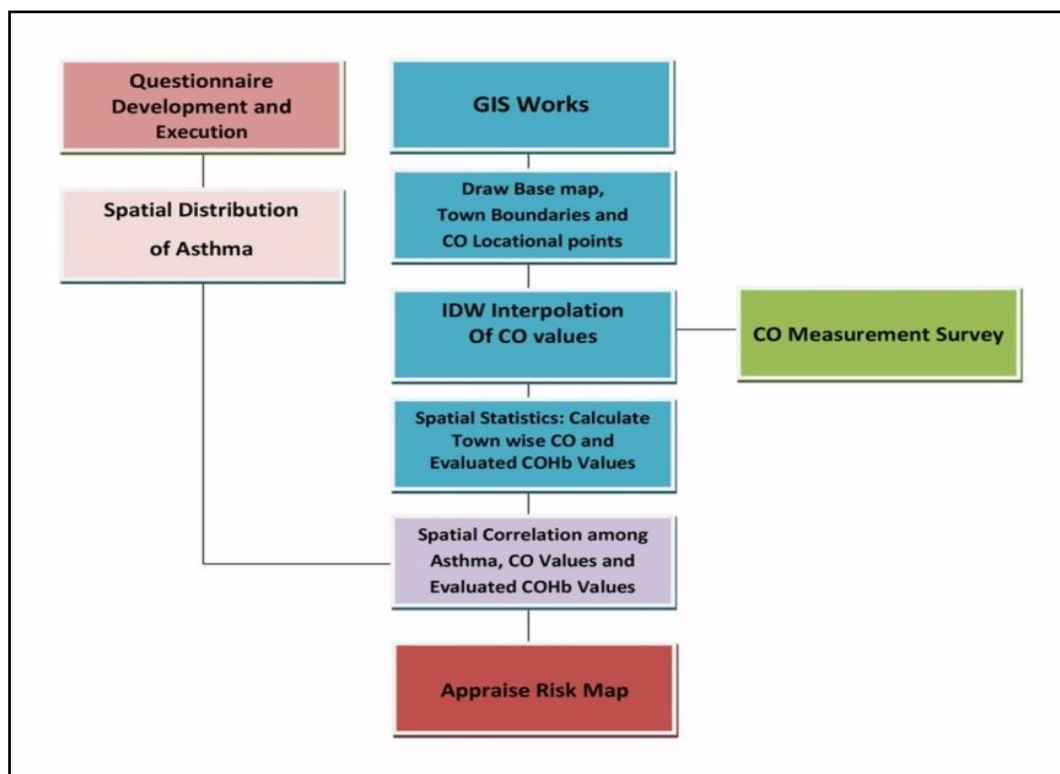 Questionnaire
Development and
Execution
GIS Works
Spatial Distribution
of Asthma
Draw Base map,
Town Boundaries and
CO Locational points
IDW Interpolation
Of CO values
CO Measurement Survey
Spatial Statistics: Calculate
Town wise CO and
Evaluated COHb Values
Spatial Correlation among
Asthma, CO Values and
Evaluated COHb Values
Appraise Risk Map